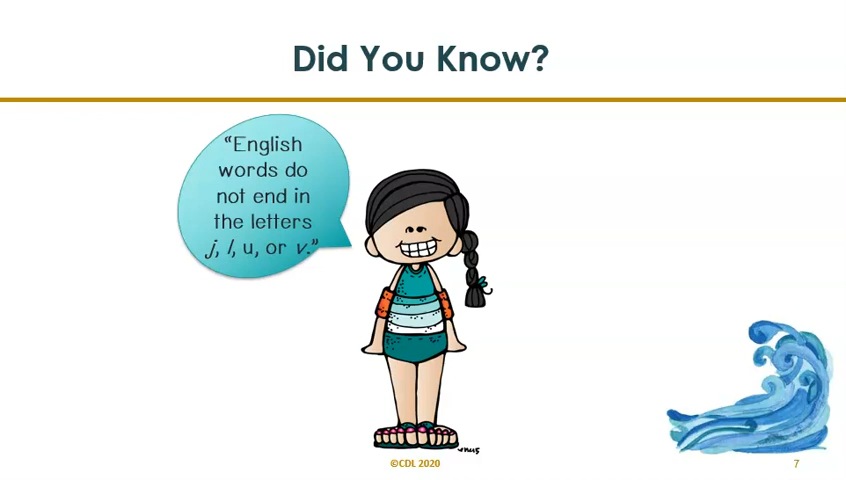 Did You Know?
“English
words do
not end in
the letters
j, l, u, or v.”
©CDL 2020
7